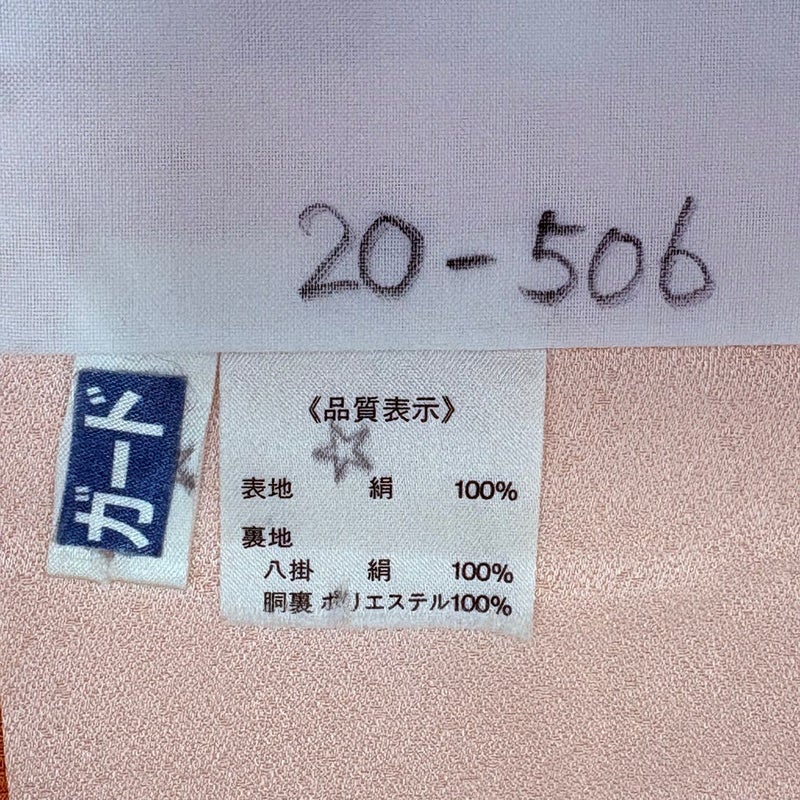 20-506
ガード
《品質表示》
表地 絹 100%
裏地
八掛 絹 100%
胴裏 ポリエステル100%